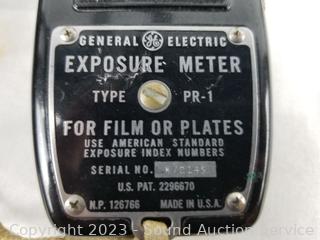 GENERAL GE ELECTRIC
EXPOSURE METER
TYPE PR-1
FOR FILM OR PLATES
USE AMERICAN STANDARD
EXPOSURE INDEX NUMBERS
SERIAL NO.
U.S. PAT. 2296670
N.P. 126766 MADE IN U.S.A.
Copyright 2023 - Sound Auction Service